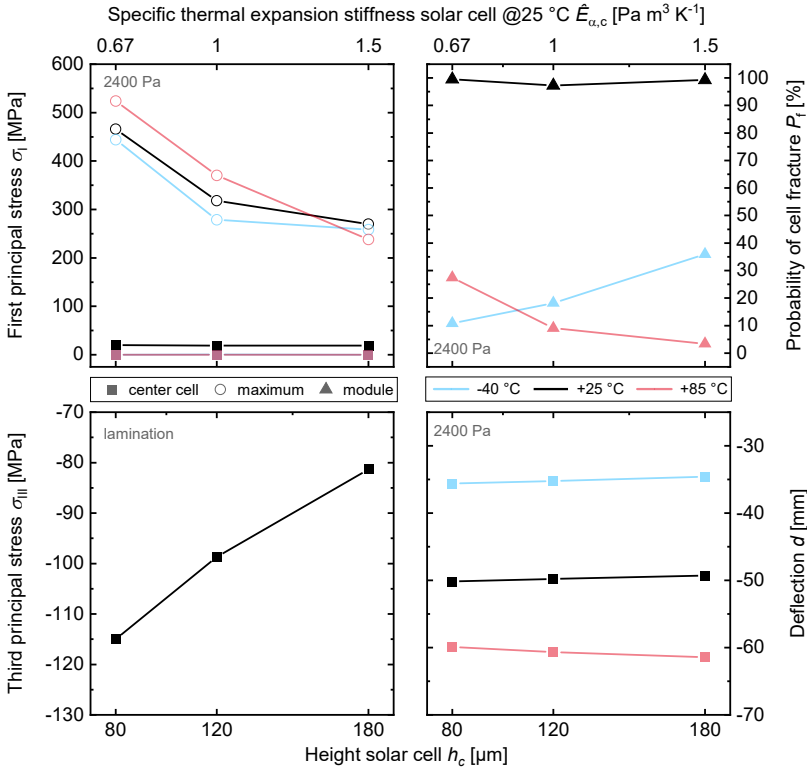 Specific thermal expansion stiffness solar cell @25 °C Ê_α,c [Pa m³ K⁻¹]
0.67 1 1.5 0.67 1 1.5
First principal stress σ_I [MPa]
600
500
400
300
200
100
0
2400 Pa
2400 Pa
100
90
80
70
60
50
40
30
20
10
0
Probability of cell fracture P_f [%]
center cell maximum module
-40 °C +25 °C +85 °C
Third principal stress σ_III [MPa]
-70
-80
-90
-100
-110
-120
-130
lamination
2400 Pa
-30
-40
-50
-60
-70
Deflection d [mm]
80 120 180 80 120 180
Height solar cell h_c [μm]